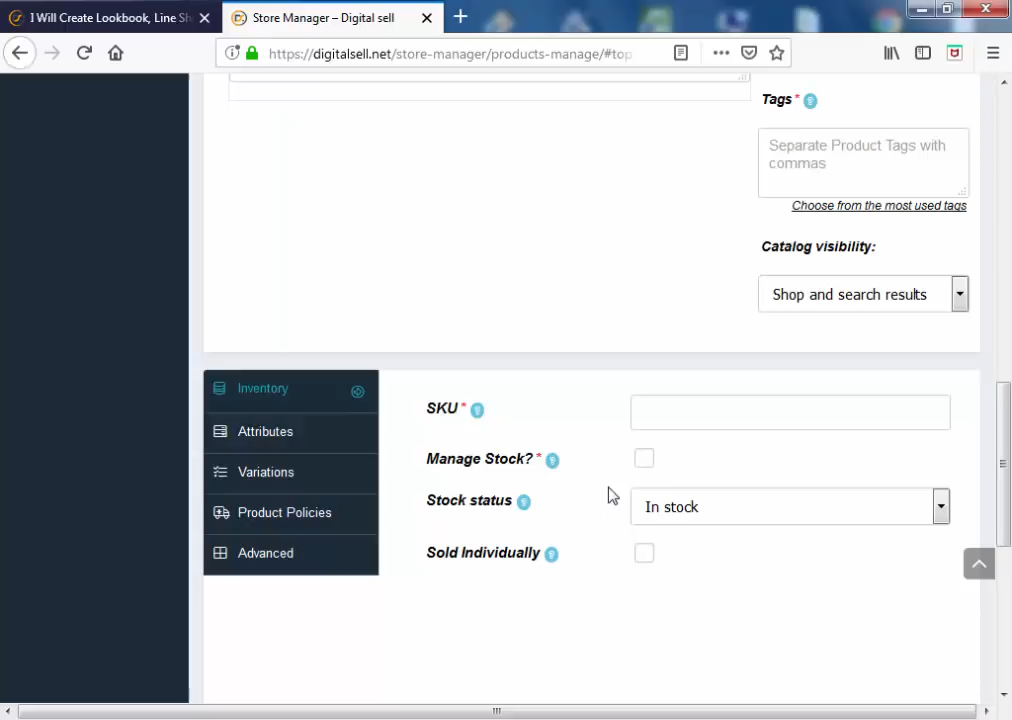 I Will Create Lookbook, Line Sh
Store Manager – Digital sell
https://digitalsell.net/store-manager/products-manage/#top
Tags *
Separate Product Tags with
commas
Choose from the most used tags
Catalog visibility:
Shop and search results
Inventory
Attributes
Variations
Product Policies
Advanced
SKU *
Manage Stock? *
Stock status
In stock
Sold Individually